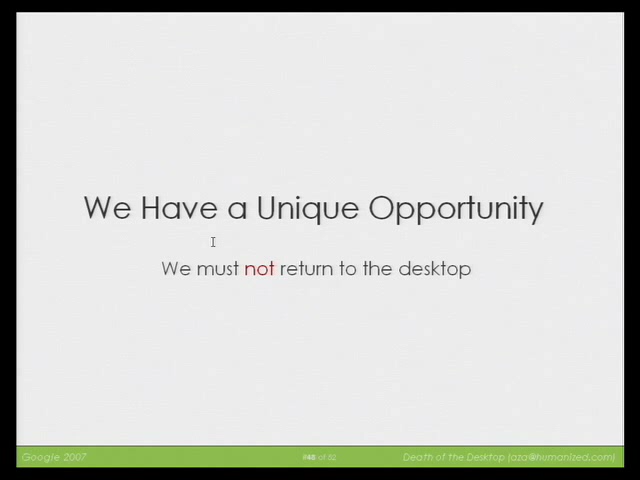 We Have a Unique Opportunity
We must not return to the desktop
Google 2007
#48 of 52
Death of the Desktop (aza@humanized.com)